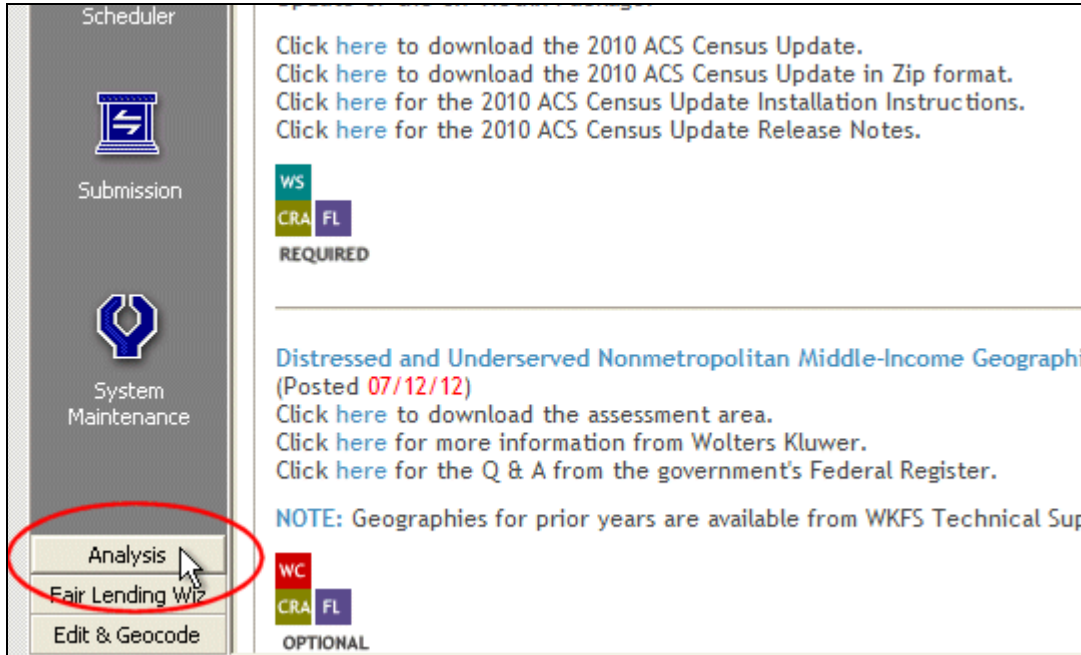 Scheduler
Submission
System
Maintenance
Analysis
Fair Lending Wiz
Edit & Geocode
Update of the
Package.
Click here to download the 2010 ACS Census Update.
Click here to download the 2010 ACS Census Update in Zip format.
Click here for the 2010 ACS Census Update Installation Instructions.
Click here for the 2010 ACS Census Update Release Notes.
WS
CRA FL
REQUIRED
Distressed and Underserved Nonmetropolitan Middle-Income Geographi
(Posted 07/12/12)
Click here to download the assessment area.
Click here for more information from Wolters Kluwer.
Click here for the Q & A from the government's Federal Register.
NOTE: Geographies for prior years are available from WKFS Technical Sup
WC
CRA FL
OPTIONAL